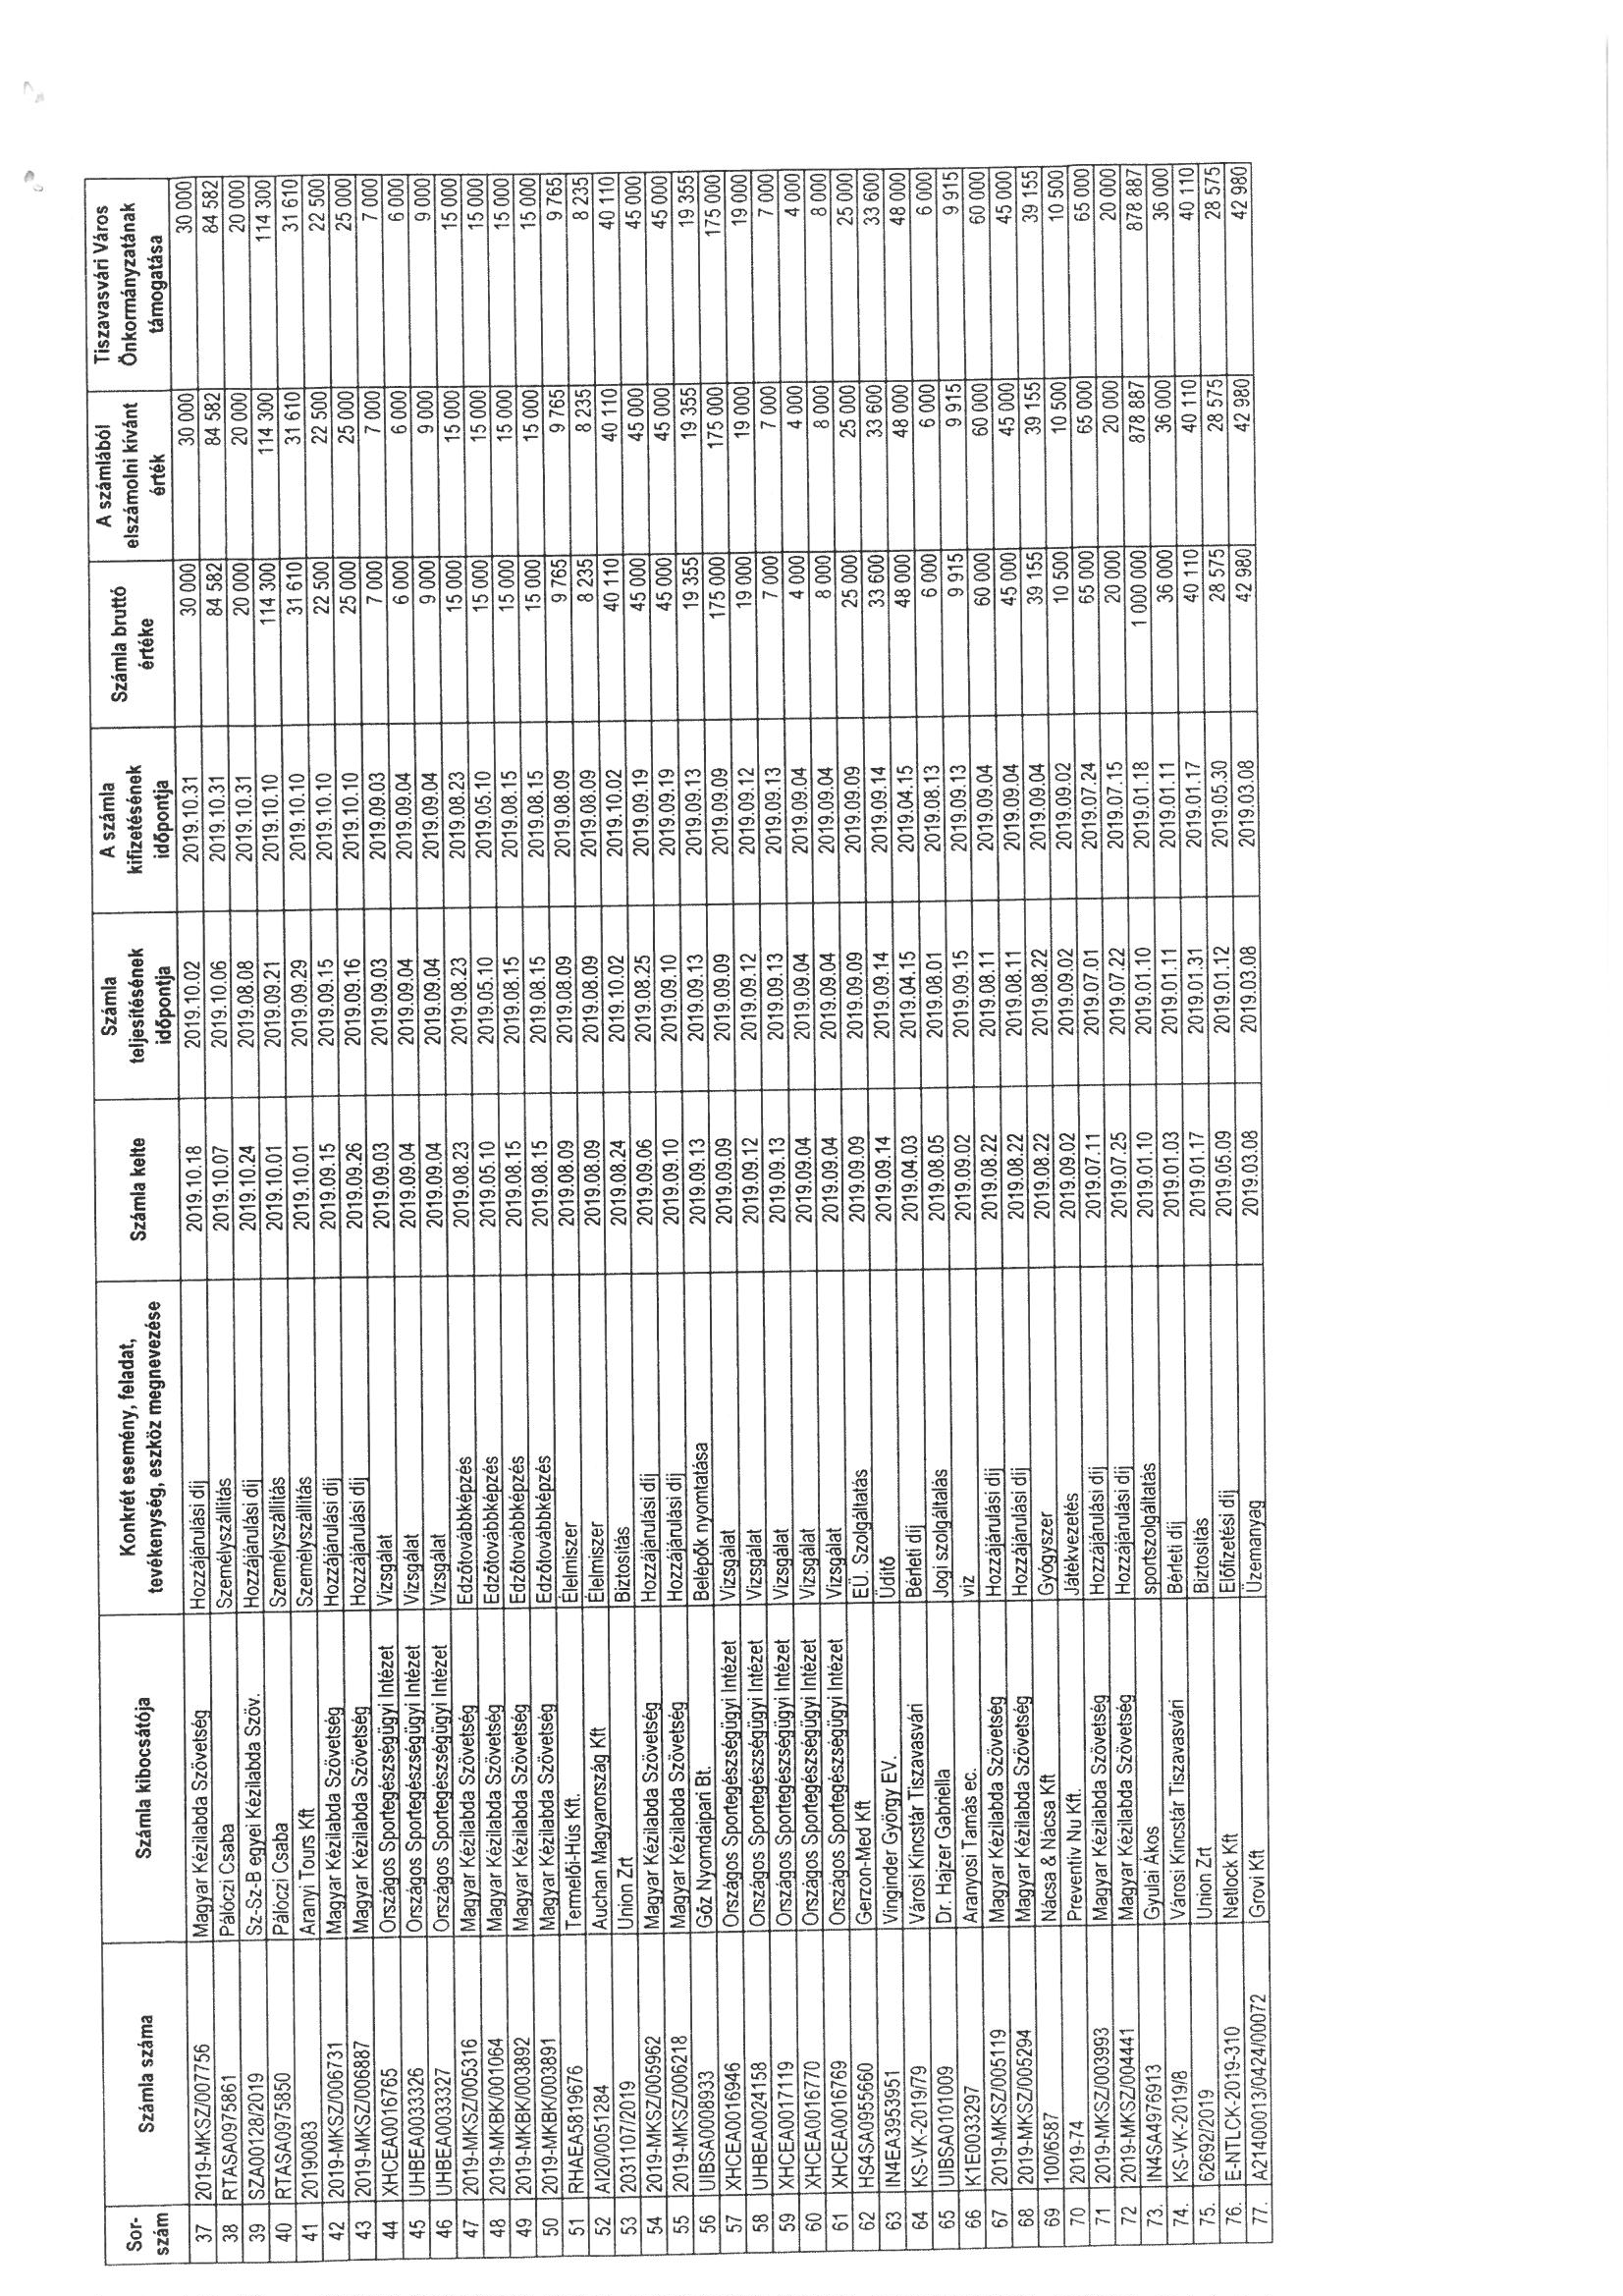 Sor-szám | Számla száma | Számla kibocsátója | Konkrét esemény, feladat, tevékenység, eszköz megnevezése | Számla kelte | Számla teljesítésének időpontja | A számla kifizetésének időpontja | Számla bruttó értéke | A számlából elszámolni kívánt érték | Tiszavasvári Város Önkormányzatának támogatása
37 | 2019-MKSZ/007756 | Magyar Kézilabda Szövetség | Hozzájárulási díj | 2019.10.18 | 2019.10.02 | 2019.10.31 | 30 000 | 30 000 | 30 000
38 | RTASA0975861 | Pálóczi Csaba | Személyszállítás | 2019.10.07 | 2019.10.06 | 2019.10.31 | 84 582 | 84 582 | 84 582
39 | SZA00128/2019 | Sz-Sz-B egyei Kézilabda Szöv. | Hozzájárulási díj | 2019.10.24 | 2019.08.08 | 2019.10.31 | 20 000 | 20 000 | 20 000
40 | RTASA0975850 | Pálóczi Csaba | Személyszállítás | 2019.10.01 | 2019.09.21 | 2019.10.10 | 114 300 | 114 300 | 114 300
41 | 20190083 | Aranyi Tours Kft | Személyszállítás | 2019.10.01 | 2019.09.29 | 2019.10.10 | 31 610 | 31 610 | 31 610
42 | 2019-MKSZ/006731 | Magyar Kézilabda Szövetség | Hozzájárulási díj | 2019.09.15 | 2019.09.15 | 2019.10.10 | 22 500 | 22 500 | 22 500
43 | 2019-MKSZ/006887 | Magyar Kézilabda Szövetség | Hozzájárulási díj | 2019.09.26 | 2019.09.16 | 2019.10.10 | 25 000 | 25 000 | 25 000
44 | XHCEA0016765 | Országos Sportegészségügyi Intézet | Vizsgálat | 2019.09.03 | 2019.09.03 | 2019.09.03 | 7 000 | 7 000 | 7 000
45 | UHBEA0033326 | Országos Sportegészségügyi Intézet | Vizsgálat | 2019.09.04 | 2019.09.04 | 2019.09.04 | 6 000 | 6 000 | 6 000
46 | UHBEA0033327 | Országos Sportegészségügyi Intézet | Vizsgálat | 2019.09.04 | 2019.09.04 | 2019.09.04 | 9 000 | 9 000 | 9 000
47 | 2019-MKSZ/005316 | Magyar Kézilabda Szövetség | Edzőtovábbképzés | 2019.08.23 | 2019.08.23 | 2019.08.23 | 15 000 | 15 000 | 15 000
48 | 2019-MKBK/001064 | Magyar Kézilabda Szövetség | Edzőtovábbképzés | 2019.05.10 | 2019.05.10 | 2019.05.10 | 15 000 | 15 000 | 15 000
49 | 2019-MKBK/003892 | Magyar Kézilabda Szövetség | Edzőtovábbképzés | 2019.08.15 | 2019.08.15 | 2019.08.15 | 15 000 | 15 000 | 15 000
50 | 2019-MKBK/003891 | Magyar Kézilabda Szövetség | Edzőtovábbképzés | 2019.08.15 | 2019.08.15 | 2019.08.15 | 15 000 | 15 000 | 15 000
51 | RHAEA5819676 | Termelői-Hús Kft. | Élelmiszer | 2019.08.09 | 2019.08.09 | 2019.08.09 | 9 765 | 9 765 | 9 765
52 | AI20/0051284 | Auchan Magyarország Kft | Élelmiszer | 2019.08.09 | 2019.08.09 | 2019.08.09 | 8 235 | 8 235 | 8 235
53 | 2031107/2019 | Union Zrt | Biztosítás | 2019.08.24 | 2019.10.02 | 2019.10.02 | 40 110 | 40 110 | 40 110
54 | 2019-MKSZ/005962 | Magyar Kézilabda Szövetség | Hozzájárulási díj | 2019.09.06 | 2019.08.25 | 2019.09.19 | 45 000 | 45 000 | 45 000
55 | 2019-MKSZ/006218 | Magyar Kézilabda Szövetség | Hozzájárulási díj | 2019.09.10 | 2019.09.10 | 2019.09.19 | 45 000 | 45 000 | 45 000
56 | UIBSA0008933 | Gőz Nyomdaipari Bt. | Belépők nyomtatása | 2019.09.13 | 2019.09.13 | 2019.09.13 | 19 355 | 19 355 | 19 355
57 | XHCEA0016946 | Országos Sportegészségügyi Intézet | Vizsgálat | 2019.09.09 | 2019.09.09 | 2019.09.09 | 175 000 | 175 000 | 175 000
58 | UHBEA0024158 | Országos Sportegészségügyi Intézet | Vizsgálat | 2019.09.12 | 2019.09.12 | 2019.09.12 | 19 000 | 19 000 | 19 000
59 | XHCEA0017119 | Országos Sportegészségügyi Intézet | Vizsgálat | 2019.09.13 | 2019.09.13 | 2019.09.13 | 7 000 | 7 000 | 7 000
60 | XHCEA0016770 | Országos Sportegészségügyi Intézet | Vizsgálat | 2019.09.04 | 2019.09.04 | 2019.09.04 | 4 000 | 4 000 | 4 000
61 | XHCEA0016769 | Országos Sportegészségügyi Intézet | Vizsgálat | 2019.09.04 | 2019.09.04 | 2019.09.04 | 8 000 | 8 000 | 8 000
62 | HS4SA0955660 | Gerzon-Med Kft | EÜ. Szolgáltatás | 2019.09.09 | 2019.09.09 | 2019.09.09 | 25 000 | 25 000 | 25 000
63 | IN4EA3953951 | Vinginder György EV. | Üdítő | 2019.09.14 | 2019.09.14 | 2019.09.14 | 33 600 | 33 600 | 33 600
64 | KS-VK-2019/79 | Városi Kincstár Tiszavasvári | Bérleti díj | 2019.04.03 | 2019.04.15 | 2019.04.15 | 48 000 | 48 000 | 48 000
65 | UIBSA0101009 | Dr. Hajzer Gabriella | Jogi szolgáltalás | 2019.08.05 | 2019.08.01 | 2019.08.13 | 6 000 | 6 000 | 6 000
66 | K1E0033297 | Aranyosi Tamás ec. | víz | 2019.09.02 | 2019.09.15 | 2019.09.13 | 9 915 | 9 915 | 9 915
67 | 2019-MKSZ/005119 | Magyar Kézilabda Szövetség | Hozzájárulási díj | 2019.08.22 | 2019.08.11 | 2019.09.04 | 60 000 | 60 000 | 60 000
68 | 2019-MKSZ/005294 | Magyar Kézilabda Szövetség | Hozzájárulási díj | 2019.08.22 | 2019.08.11 | 2019.09.04 | 45 000 | 45 000 | 45 000
69 | 100/6587 | Nácsa & Nácsa Kft | Gyógyszer | 2019.08.22 | 2019.08.22 | 2019.09.04 | 39 155 | 39 155 | 39 155
70 | 2019-74 | Preventiv Nu Kft. | Játékvezetés | 2019.09.02 | 2019.09.02 | 2019.09.02 | 10 500 | 10 500 | 10 500
71 | 2019-MKSZ/003993 | Magyar Kézilabda Szövetség | Hozzájárulási díj | 2019.07.11 | 2019.07.01 | 2019.07.24 | 65 000 | 65 000 | 65 000
72 | 2019-MKSZ/004441 | Magyar Kézilabda Szövetség | Hozzájárulási díj | 2019.07.25 | 2019.07.22 | 2019.07.15 | 20 000 | 20 000 | 20 000
73. | IN4SA4976913 | Gyulai Ákos | sportszolgáltatás | 2019.01.10 | 2019.01.10 | 2019.01.18 | 1 000 000 | 878 887 | 878 887
74. | KS-VK-2019/8 | Városi Kincstár Tiszavasvári | Bérleti díj | 2019.01.03 | 2019.01.11 | 2019.01.11 | 36 000 | 36 000 | 36 000
75. | 62692/2019 | Union Zrt | Biztosítás | 2019.01.17 | 2019.01.31 | 2019.01.17 | 40 110 | 40 110 | 40 110
76. | E-NTLCK-2019-310 | Netlock Kft | Előfizetési díj | 2019.05.09 | 2019.01.12 | 2019.05.30 | 28 575 | 28 575 | 28 575
77. | A21400013/0424/00072 | Grovi Kft | Üzemanyag | 2019.03.08 | 2019.03.08 | 2019.03.08 | 42 980 | 42 980 | 42 980